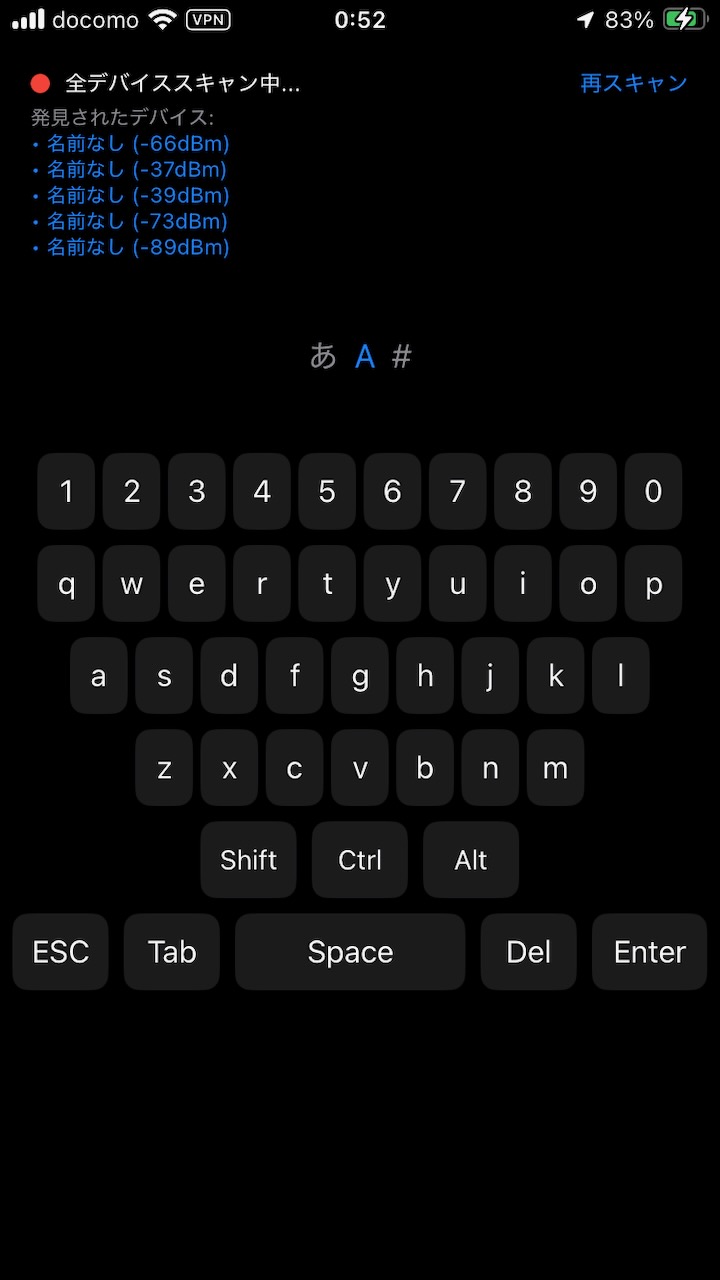 docomo VPN 0:52 83%
全デバイススキャン中... 再スキャン
発見されたデバイス:
• 名前なし (-66dBm)
• 名前なし (-37dBm)
• 名前なし (-39dBm)
• 名前なし (-73dBm)
• 名前なし (-89dBm)
あ A #
1 2 3 4 5 6 7 8 9 0
q w e r t y u i o p
a s d f g h j k l
z x c v b n m
Shift Ctrl Alt
ESC Tab Space Del Enter